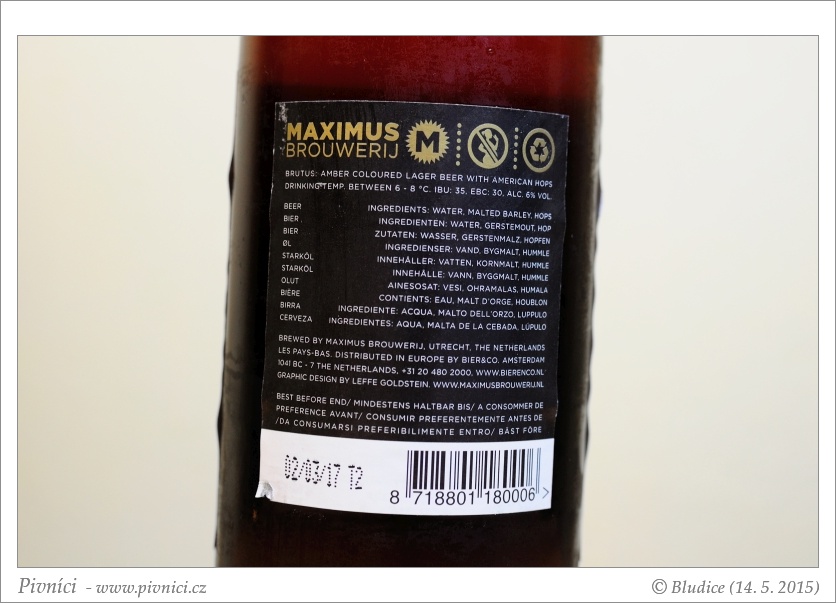 MAXIMUS
BROUWERIJ
M
BRUTUS: AMBER COLOURED LAGER BEER WITH AMERICAN HOPS
DRINKING TEMP. BETWEEN 6 - 8 °C. IBU: 35, EBC: 30, ALC. 6% VOL.
BEER INGREDIENTS: WATER, MALTED BARLEY, HOPS
BIER INGREDIENTEN: WATER, GERSTEMOUT, HOP
BIER ZUTATEN: WASSER, GERSTENMALZ, HOPFEN
ØL INGREDIENSER: VAND, BYGMALT, HUMMLE
STARKÖL INNEHÅLLER: VATTEN, KORNMALT, HUMMLE
STARKÖL INNEHÅLLE: VANN, BYGGMALT, HUMMLE
OLUT AINESOSAT: VESI, OHRAMALAS, HUMALA
BIÈRE CONTIENTS: EAU, MALT D'ORGE, HOUBLON
BIRRA INGREDIENTE: ACQUA, MALTO DELL'ORZO, LUPPULO
CERVEZA INGREDIENTES: AQUA, MALTA DE LA CEBADA, LÚPULO
BREWED BY MAXIMUS BROUWERIJ, UTRECHT, THE NETHERLANDS
LES PAYS-BAS. DISTRIBUTED IN EUROPE BY BIER&CO. AMSTERDAM
1041 BC - 7 THE NETHERLANDS, +31 20 480 2000, WWW.BIERENCO.NL
GRAPHIC DESIGN BY LEFFE GOLDSTEIN. WWW.MAXIMUSBROUWERIJ.NL
BEST BEFORE END/ MINDESTENS HALTBAR BIS/ A CONSOMMER DE
PREFERENCE AVANT/ CONSUMIR PREFERENTEMENTE ANTES DE
/DA CONSUMARSI PREFERIBILIMENTE ENTRO/ BÄST FÖRE
02/03/17 T2
8 718801 180006 >
Pivníci - www.pivnici.cz
© Bludice (14. 5. 2015)